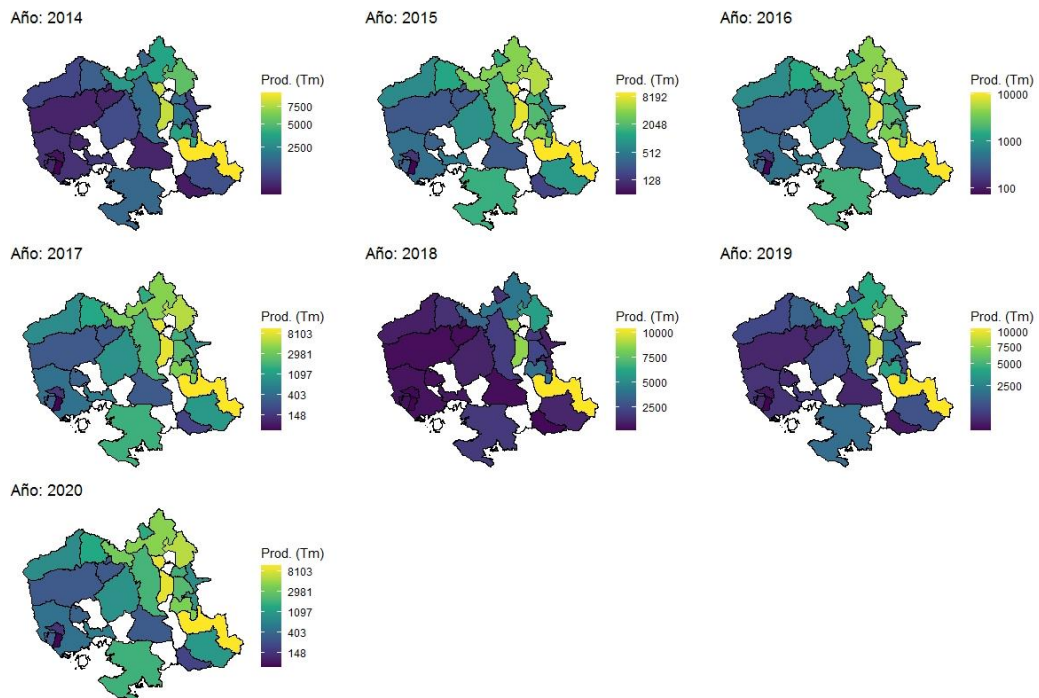 Año: 2014
Año: 2015
Año: 2016
Prod. (Tm)
7500
5000
2500
Prod. (Tm)
8192
2048
512
128
Prod. (Tm)
10000
1000
100
Año: 2017
Año: 2018
Año: 2019
Prod. (Tm)
8103
2981
1097
403
148
Prod. (Tm)
10000
7500
5000
2500
Prod. (Tm)
10000
7500
5000
2500
Año: 2020
Prod. (Tm)
8103
2981
1097
403
148